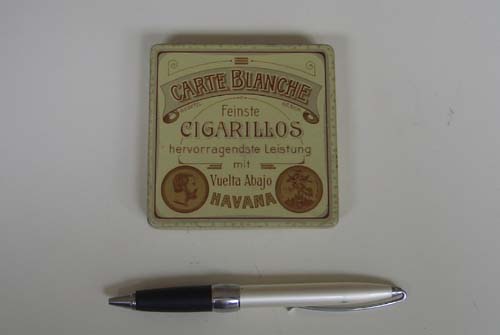 CARTE BLANCHE
Feinste
CIGARILLOS
hervorragendste Leistung
mit
Vuelta Abajo
HAVANA